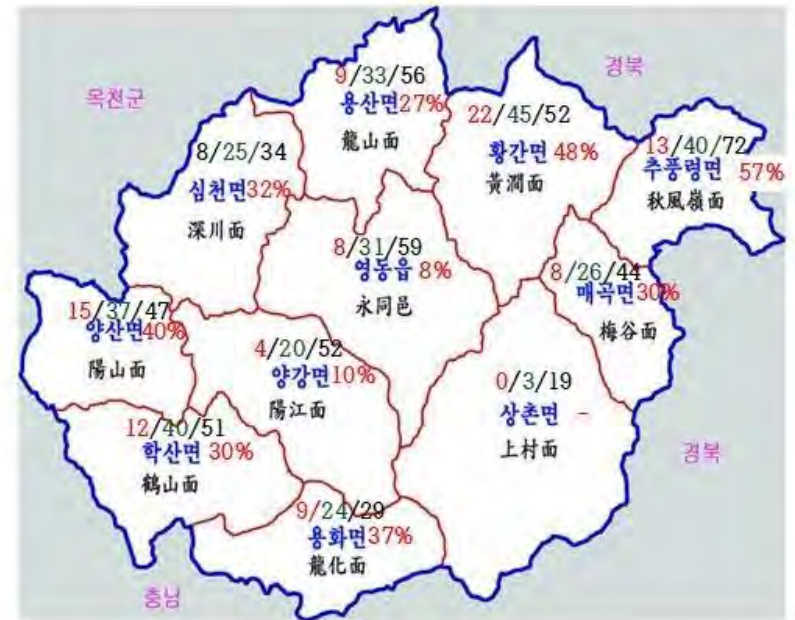 옥천군
경북
9/33/56
용산면27%
龍山面
22/45/52
황간면 48%
黃澗面
13/40/72
추풍령면 57%
秋風嶺面
8/25/34
심천면32%
深川面
8/31/59
영동읍 8%
永同邑
8/26/44
매곡면30%
梅谷面
15/37/47
양산면40%
陽山面
4/20/52
양강면10%
陽江面
0/3/19
상촌면 -
上村面
12/40/51
학산면 30%
鶴山面
경북
9/24/29
용화면37%
龍化面
충남